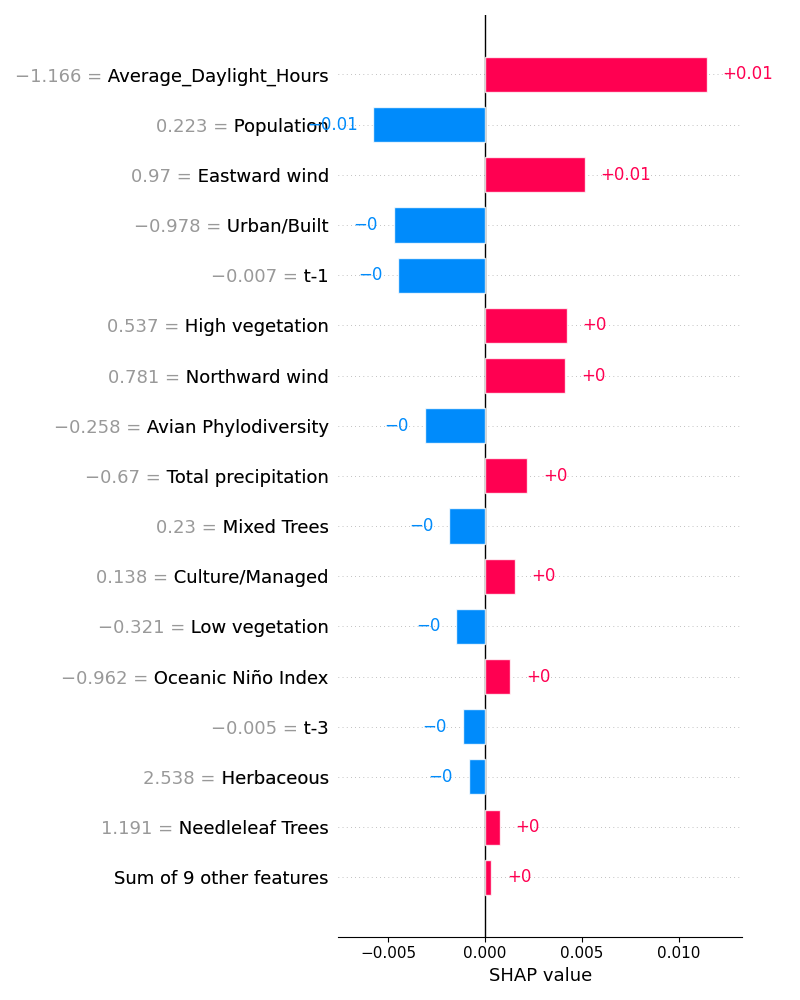 −1.166 = Average_Daylight_Hours +0.01
0.223 = Population −0.01
0.97 = Eastward wind +0.01
−0.978 = Urban/Built −0
−0.007 = t-1 −0
0.537 = High vegetation +0
0.781 = Northward wind +0
−0.258 = Avian Phylodiversity −0
−0.67 = Total precipitation +0
0.23 = Mixed Trees −0
0.138 = Culture/Managed +0
−0.321 = Low vegetation −0
−0.962 = Oceanic Niño Index +0
−0.005 = t-3 −0
2.538 = Herbaceous −0
1.191 = Needleleaf Trees +0
Sum of 9 other features +0
−0.005 0.000 0.005 0.010
SHAP value